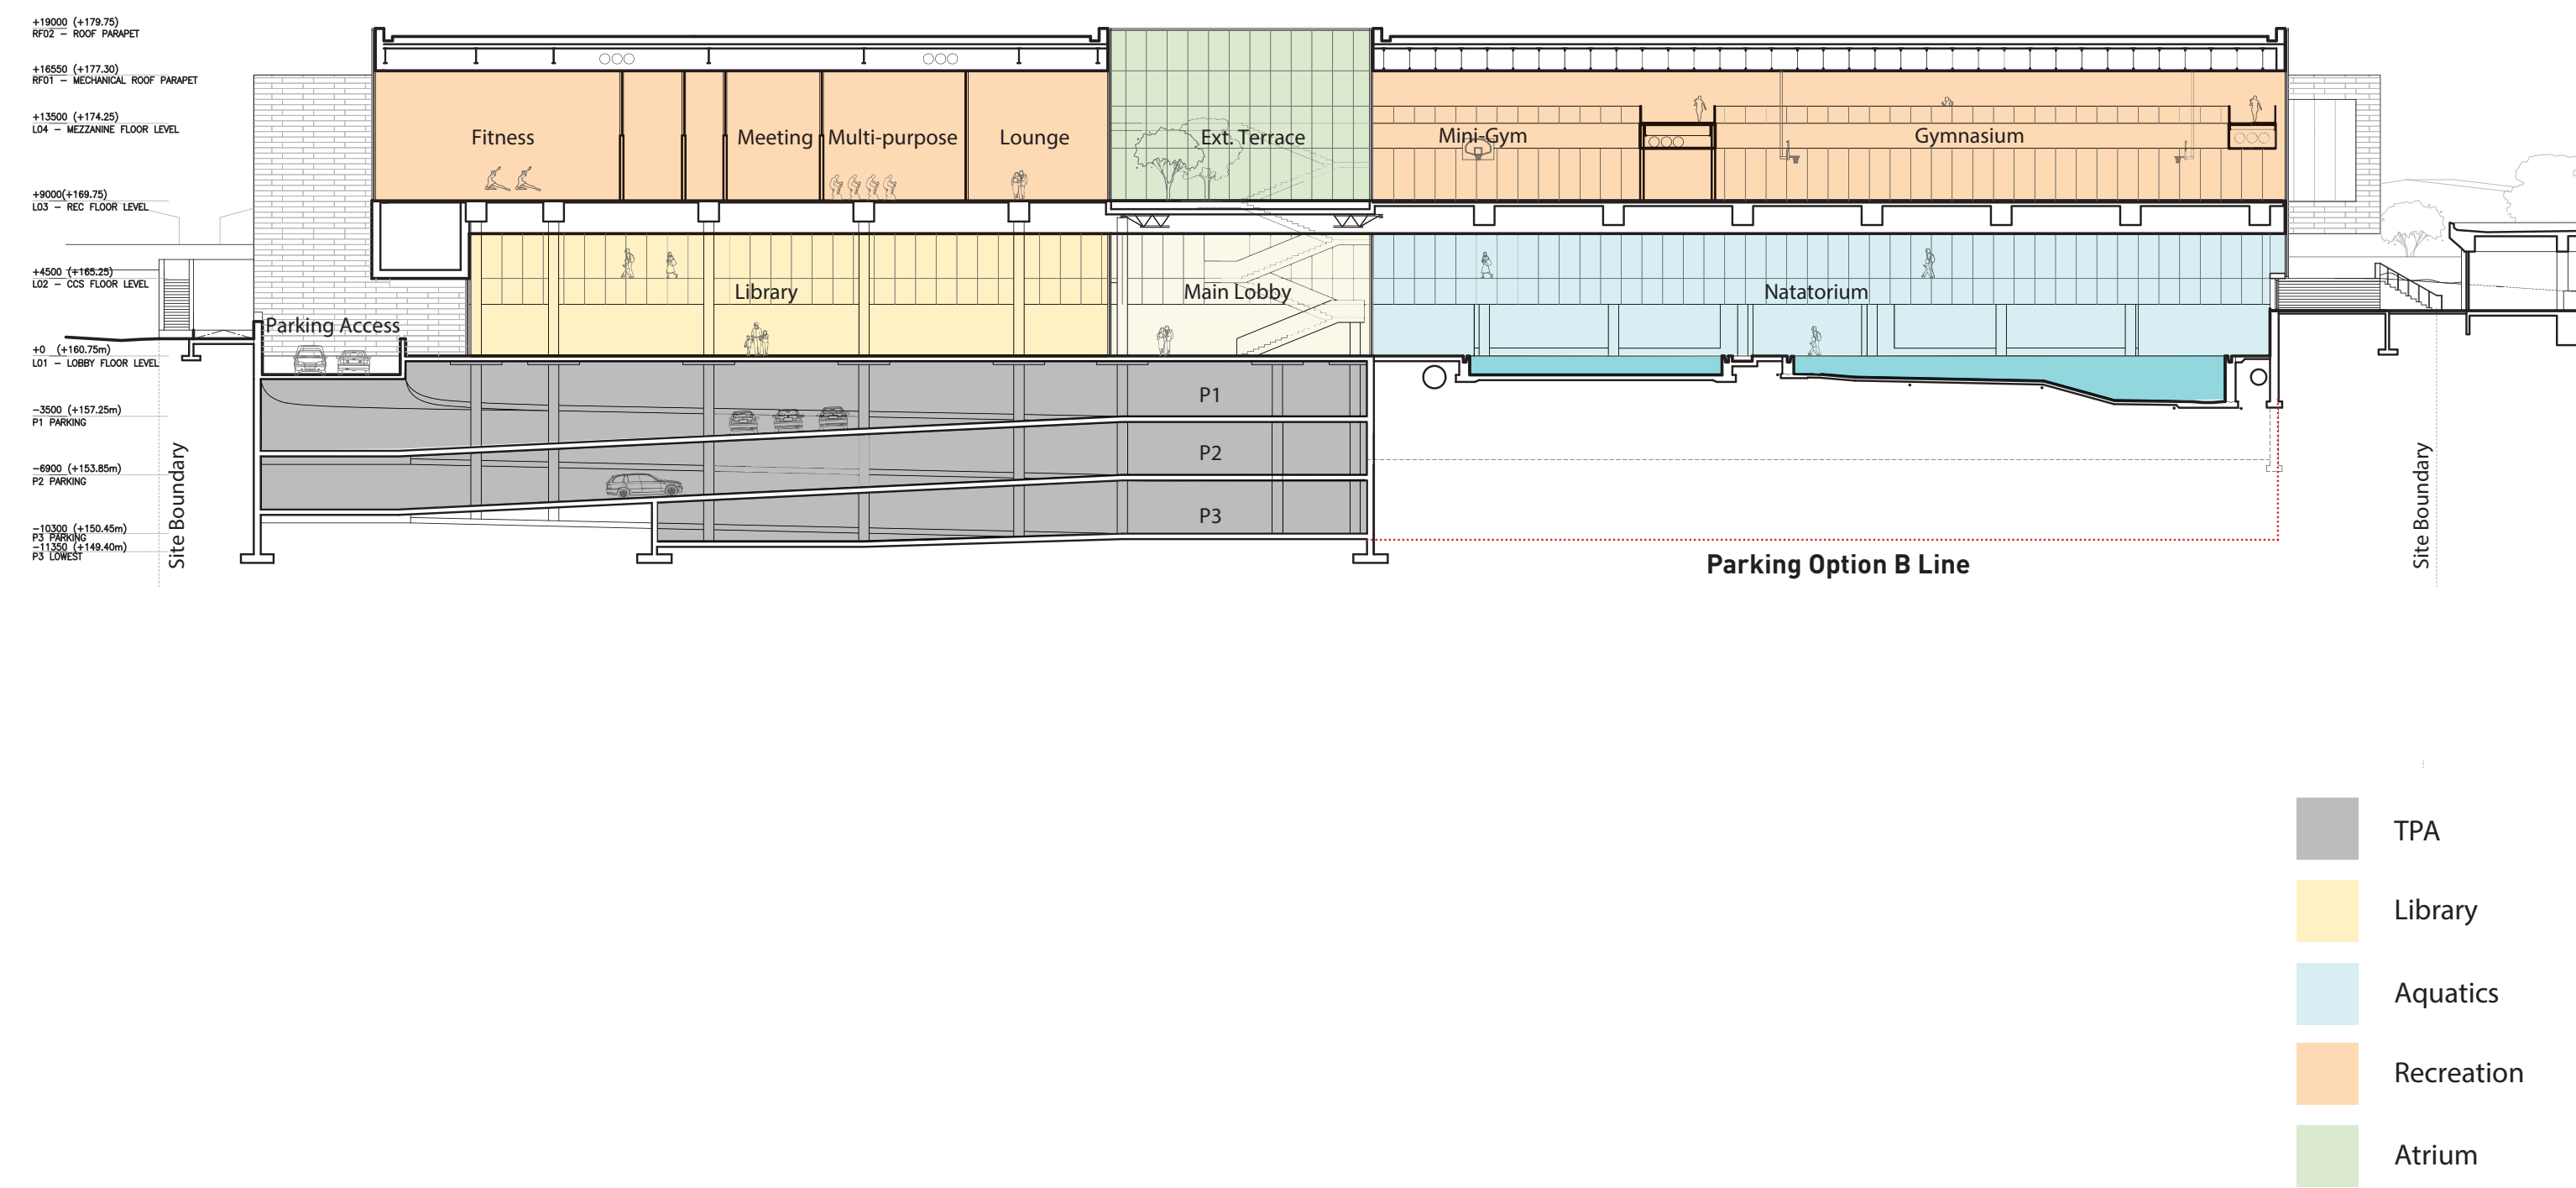 +19000 (+179.75)
RF02 – ROOF PARAPET
+16550 (+177.30)
RF01 – MECHANICAL ROOF PARAPET
+13500 (+174.25)
L04 – MEZZANINE FLOOR LEVEL
+9000(+169.75)
L03 – REC FLOOR LEVEL
+4500 (+165.25)
L02 – CCS FLOOR LEVEL
+0 (+160.75m)
L01 – LOBBY FLOOR LEVEL
−3500 (+157.25m)
P1 PARKING
−6900 (+153.85m)
P2 PARKING
−10300 (+150.45m)
P3 PARKING
−11350 (+149.40m)
P3 LOWEST
Site Boundary
Fitness
Meeting
Multi-purpose
Lounge
Ext. Terrace
Mini-Gym
Gymnasium
Library
Main Lobby
Natatorium
Parking Access
P1
P2
P3
Parking Option B Line
Site Boundary
TPA
Library
Aquatics
Recreation
Atrium